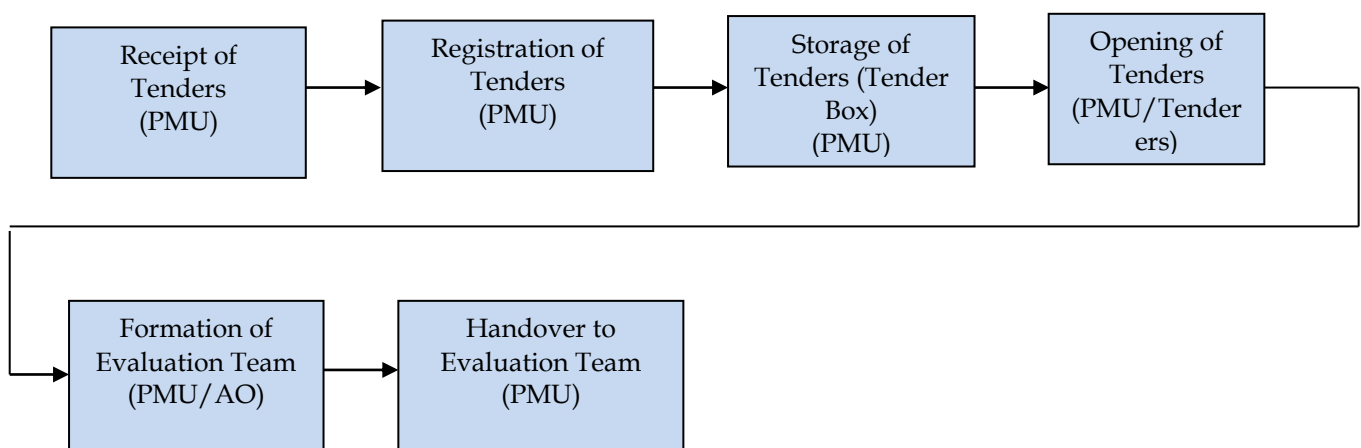 Receipt of
Tenders
(PMU)
Registration of
Tenders
(PMU)
Storage of
Tenders (Tender
Box)
(PMU)
Opening of
Tenders
(PMU/Tender
ers)
Formation of
Evaluation Team
(PMU/AO)
Handover to
Evaluation Team
(PMU)